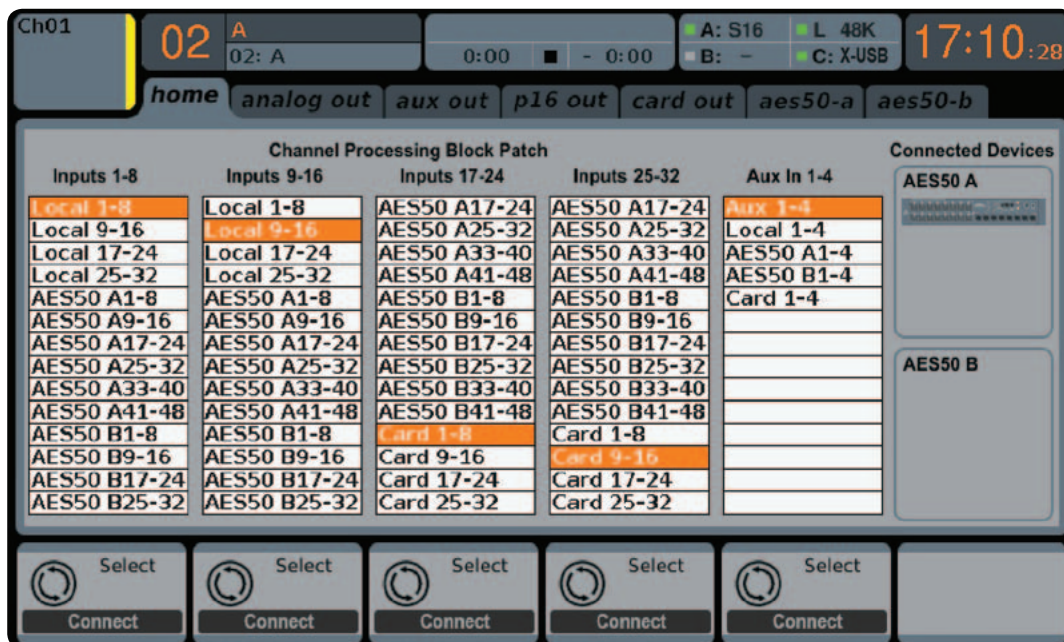 Ch01
02
A
02: A
0:00 - 0:00
A: S16 L 48K
B: - C: X-USB
17:10:28
home analog out aux out p16 out card out aes50-a aes50-b
Channel Processing Block Patch
Connected Devices
Inputs 1-8 Inputs 9-16 Inputs 17-24 Inputs 25-32 Aux In 1-4
AES50 A
Local 1-8 Local 1-8 AES50 A17-24 AES50 A17-24 Aux 1-4
Local 9-16 Local 9-16 AES50 A25-32 AES50 A25-32 Local 1-4
Local 17-24 Local 17-24 AES50 A33-40 AES50 A33-40 AES50 A1-4
Local 25-32 Local 25-32 AES50 A41-48 AES50 A41-48 AES50 B1-4
AES50 A1-8 AES50 A1-8 AES50 B1-8 AES50 B1-8 Card 1-4
AES50 A9-16 AES50 A9-16 AES50 B9-16 AES50 B9-16
AES50 A17-24 AES50 A17-24 AES50 B17-24 AES50 B17-24
AES50 A25-32 AES50 A25-32 AES50 B25-32 AES50 B25-32
AES50 B
AES50 A33-40 AES50 A33-40 AES50 B33-40 AES50 B33-40
AES50 A41-48 AES50 A41-48 AES50 B41-48 AES50 B41-48
AES50 B1-8 AES50 B1-8 Card 1-8 Card 1-8
AES50 B9-16 AES50 B9-16 Card 9-16 Card 9-16
AES50 B17-24 AES50 B17-24 Card 17-24 Card 17-24
AES50 B25-32 AES50 B25-32 Card 25-32 Card 25-32
Select Select Select Select Select
Connect Connect Connect Connect Connect